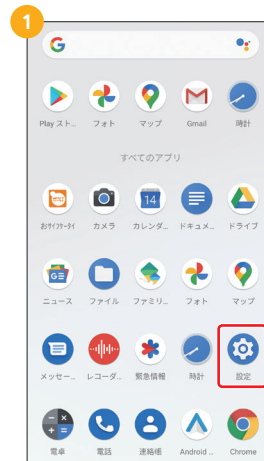 1
G
Play スト... フォト マップ Gmail 時計
すべてのアプリ
おサイフケータイ カメラ カレンダ... ドキュメ... ドライブ
ニュース ファイル ファミリ... フォト マップ
メッセー... レコーダ... 緊急情報 時計 設定
電卓 電話 連絡帳 Android ... Chrome